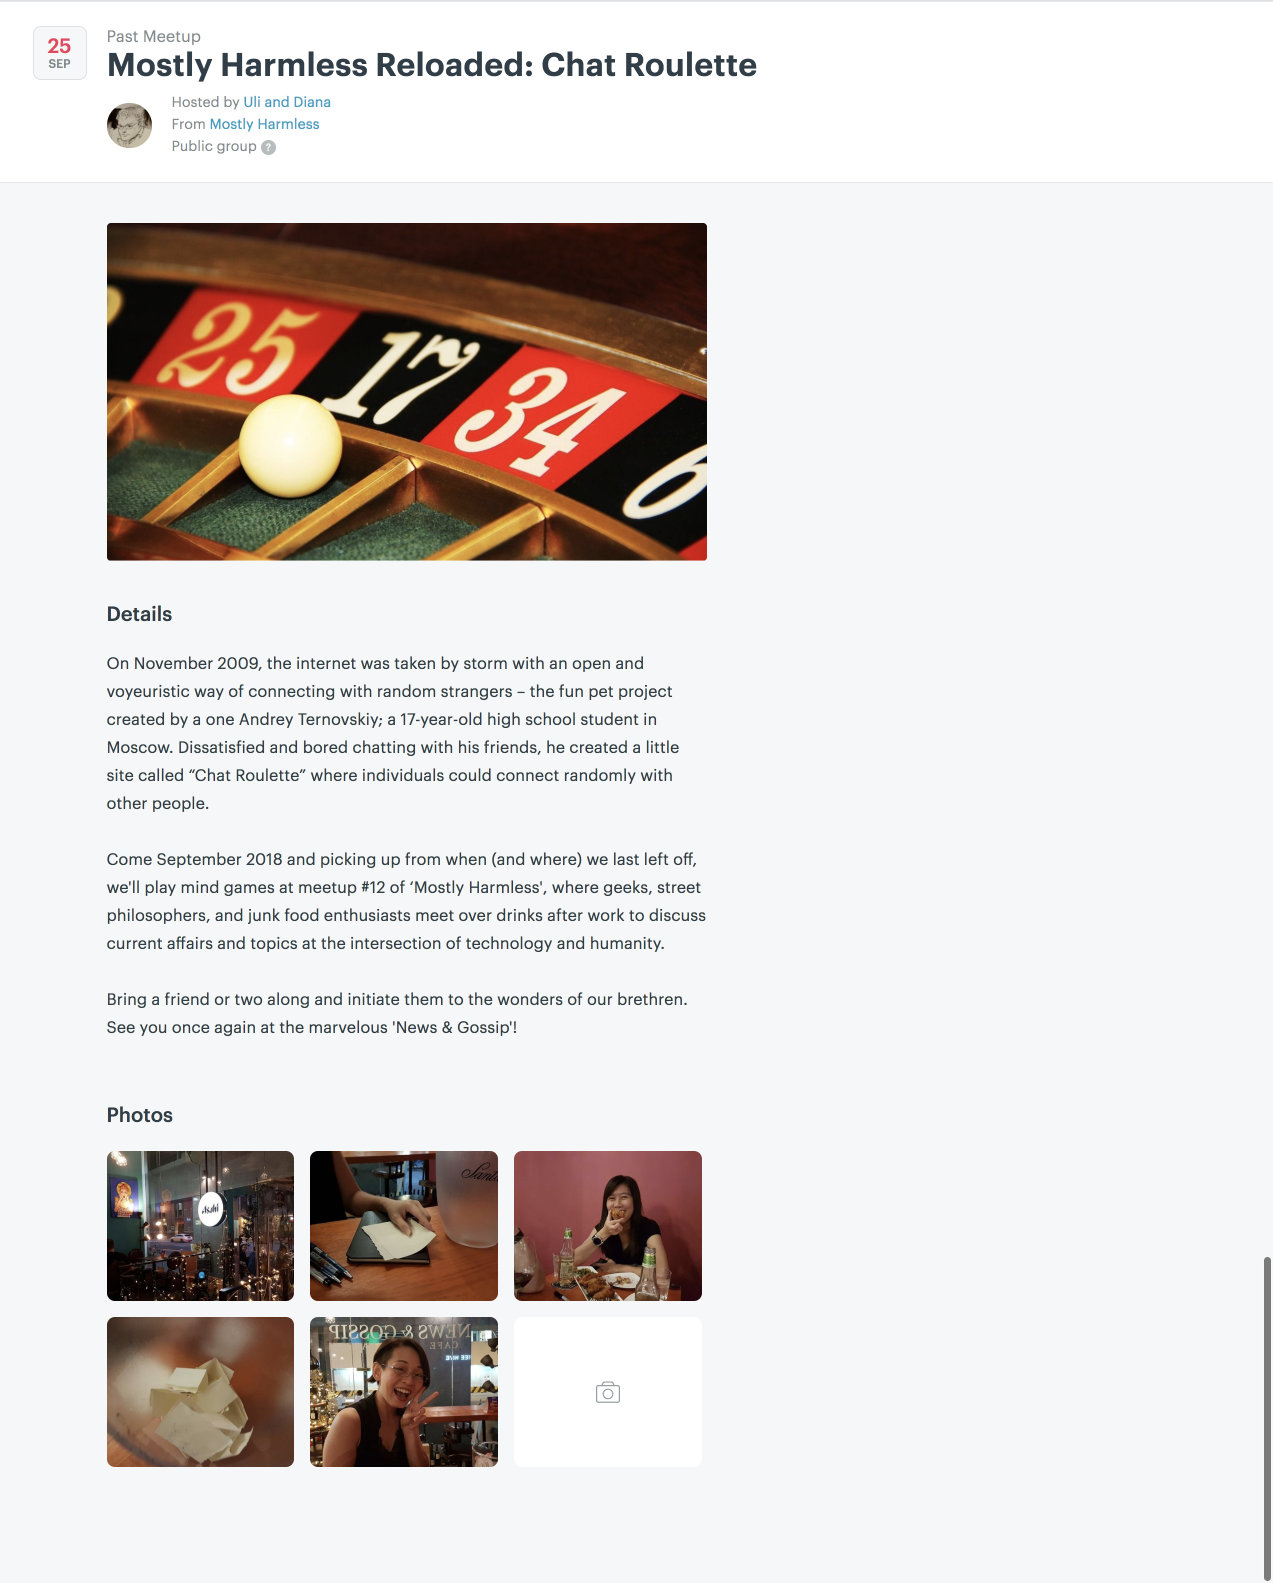 25
SEP
Past Meetup
Mostly Harmless Reloaded: Chat Roulette
Hosted by Uli and Diana
From Mostly Harmless
Public group ?
25 17 34 6
Details
On November 2009, the internet was taken by storm with an open and
voyeuristic way of connecting with random strangers – the fun pet project
created by a one Andrey Ternovskiy; a 17-year-old high school student in
Moscow. Dissatisfied and bored chatting with his friends, he created a little
site called “Chat Roulette” where individuals could connect randomly with
other people.
Come September 2018 and picking up from when (and where) we last left off,
we'll play mind games at meetup #12 of ‘Mostly Harmless', where geeks, street
philosophers, and junk food enthusiasts meet over drinks after work to discuss
current affairs and topics at the intersection of technology and humanity.
Bring a friend or two along and initiate them to the wonders of our brethren.
See you once again at the marvelous 'News & Gossip'!
Photos
Asahi
NEWS & GOSSIP
CAFE